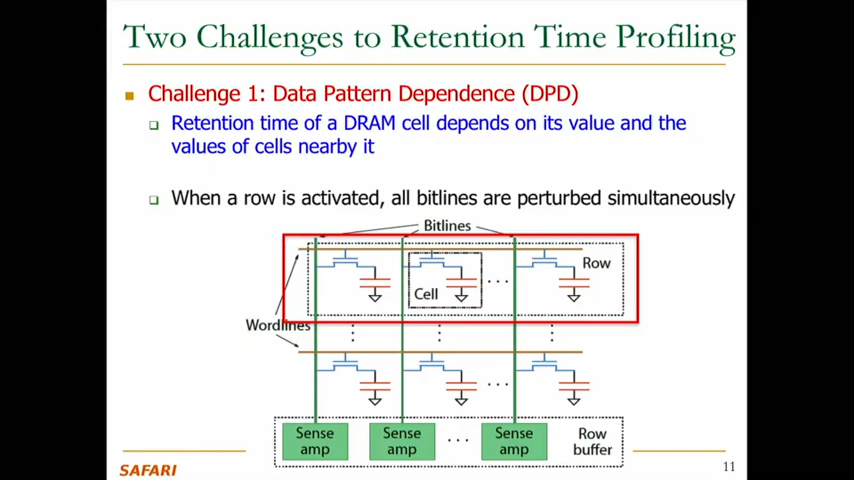 Two Challenges to Retention Time Profiling
Challenge 1: Data Pattern Dependence (DPD)
Retention time of a DRAM cell depends on its value and the
values of cells nearby it
When a row is activated, all bitlines are perturbed simultaneously
Bitlines
Row
Cell
Wordlines
Sense
amp
Sense
amp
Sense
amp
Row
buffer
SAFARI
11